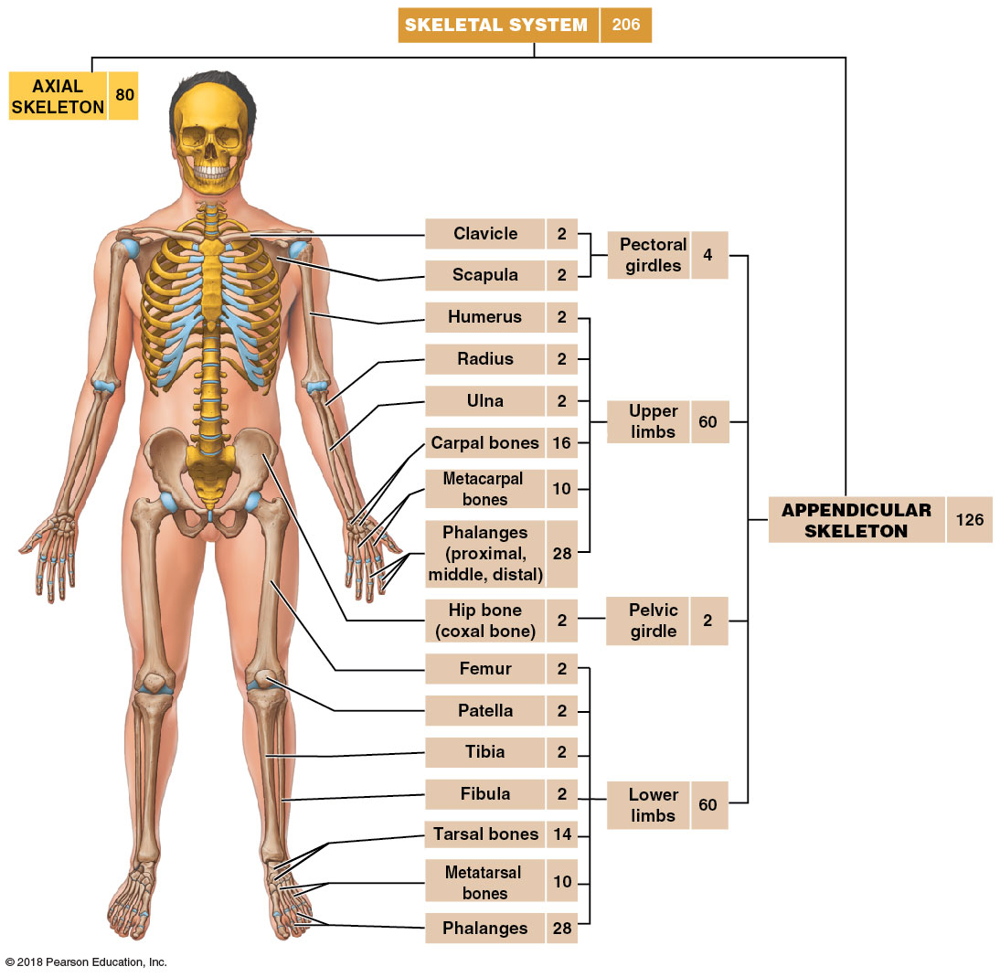 SKELETAL SYSTEM 206
AXIAL
SKELETON 80
Clavicle 2
Scapula 2
Pectoral
girdles 4
Humerus 2
Radius 2
Ulna 2
Carpal bones 16
Metacarpal
bones 10
Phalanges
(proximal,
middle, distal) 28
Upper
limbs 60
APPENDICULAR
SKELETON 126
Hip bone
(coxal bone) 2
Pelvic
girdle 2
Femur 2
Patella 2
Tibia 2
Fibula 2
Tarsal bones 14
Metatarsal
bones 10
Phalanges 28
Lower
limbs 60
© 2018 Pearson Education, Inc.